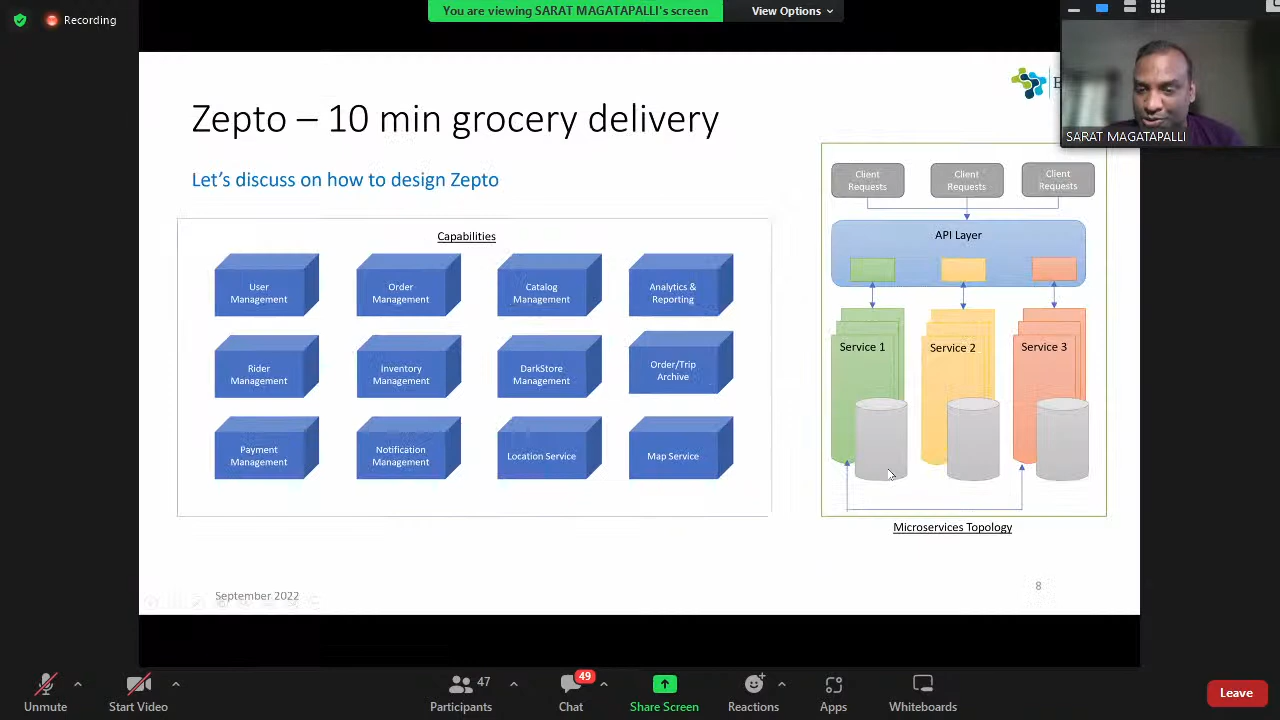 Recording
You are viewing SARAT MAGATAPALLI's screen
View Options
Zepto – 10 min grocery delivery
Let's discuss on how to design Zepto
Capabilities
User
Management
Order
Management
Catalog
Management
Analytics &
Reporting
Rider
Management
Inventory
Management
DarkStore
Management
Order/Trip
Archive
Payment
Management
Notification
Management
Location Service
Map Service
SARAT MAGATAPALLI
Client
Requests
Client
Requests
Client
Requests
API Layer
Service 1
Service 2
Service 3
Microservices Topology
September 2022
8
Unmute
Start Video
47
Participants
49
Chat
Share Screen
Reactions
Apps
Whiteboards
Leave